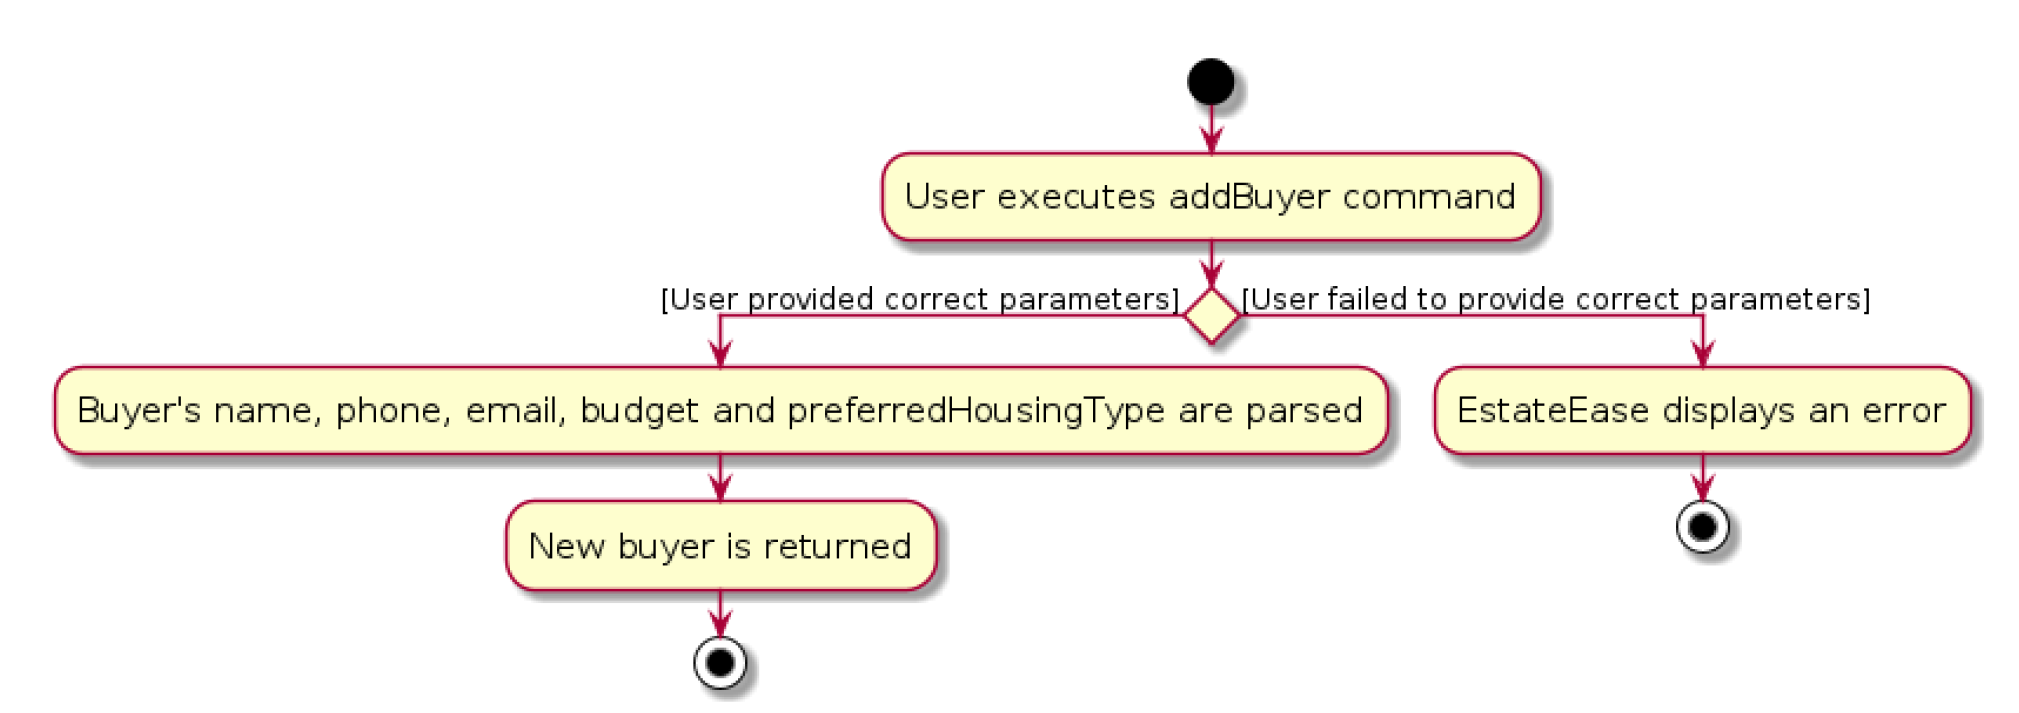 User executes addBuyer command
[User provided correct parameters]
[User failed to provide correct parameters]
Buyer's name, phone, email, budget and preferredHousingType are parsed
EstateEase displays an error
New buyer is returned